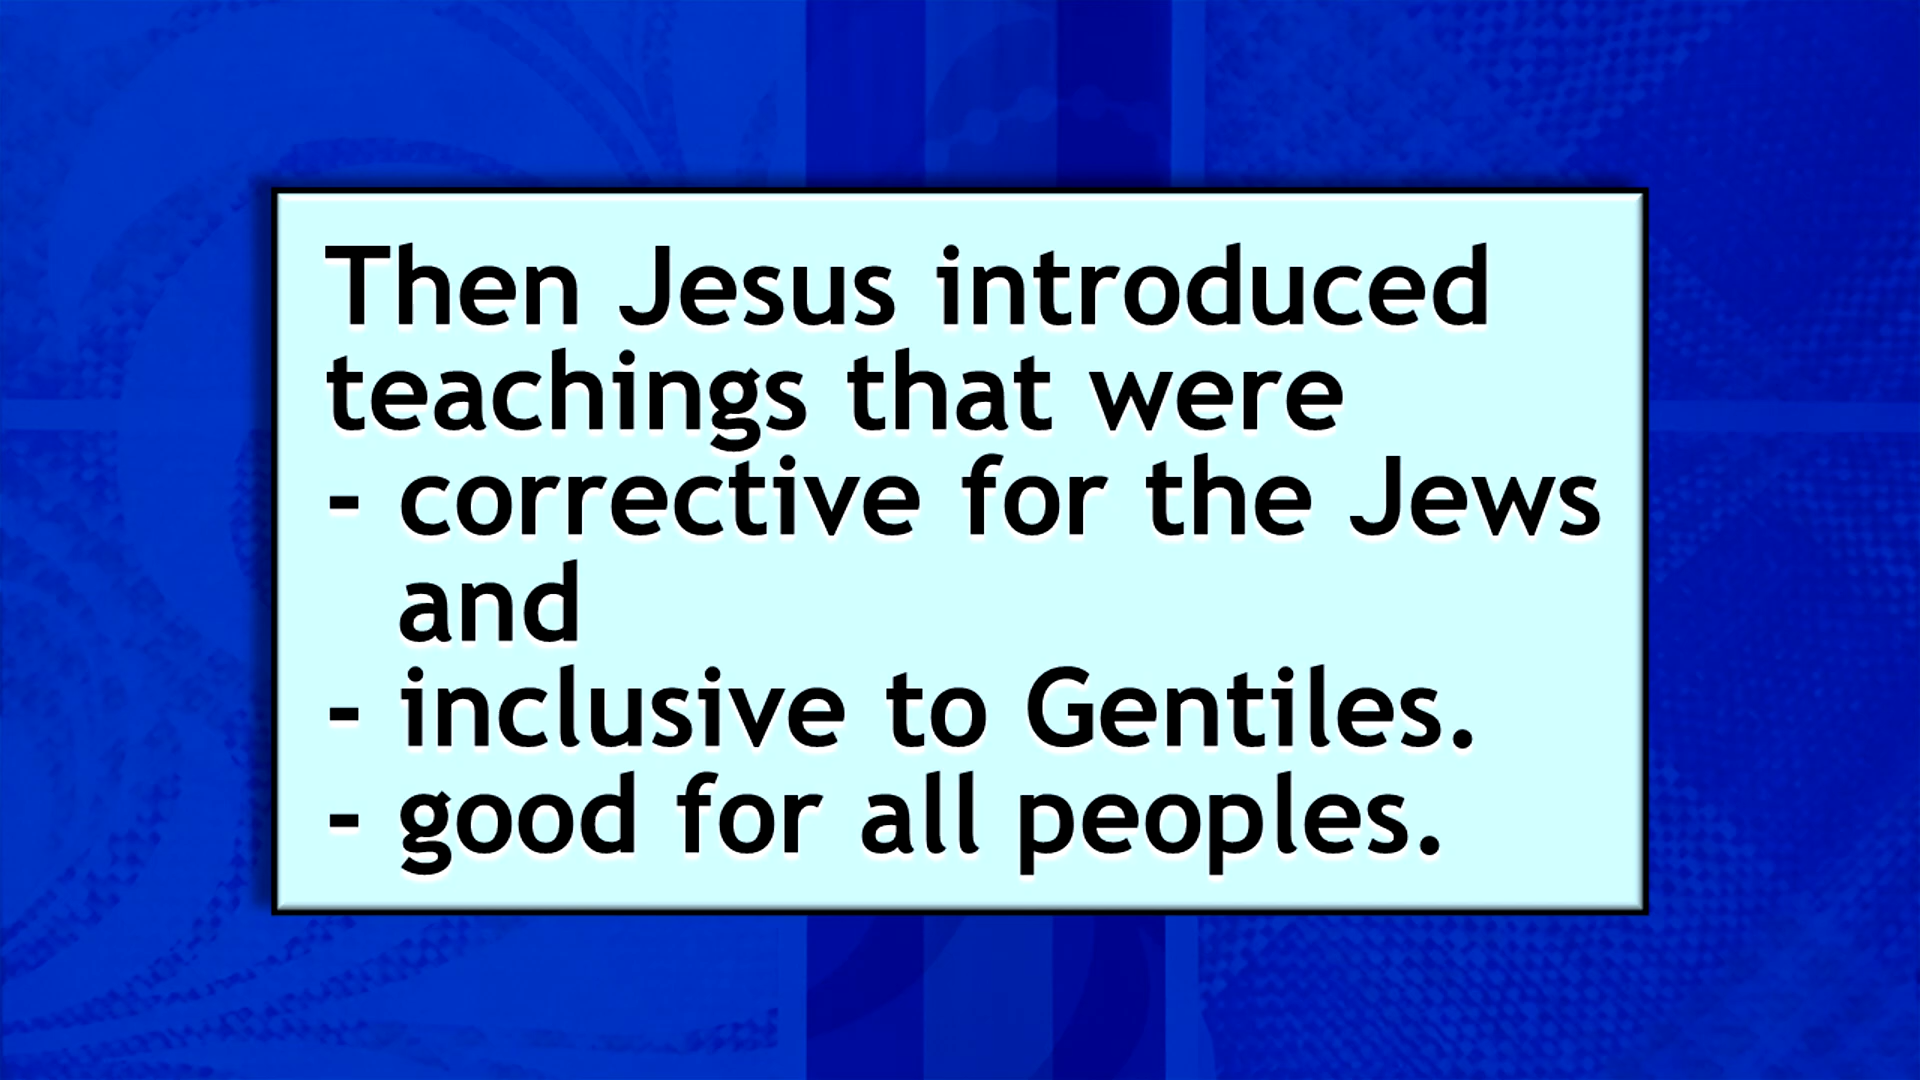 Then Jesus introduced
teachings that were
- corrective for the Jews
and
- inclusive to Gentiles.
- good for all peoples.